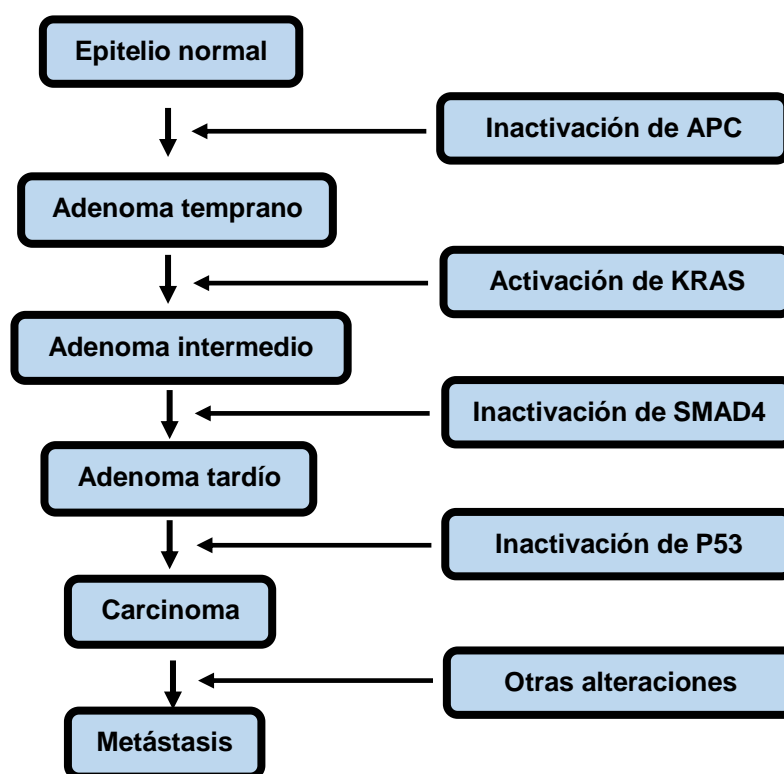 Epitelio normal
Inactivación de APC
Adenoma temprano
Activación de KRAS
Adenoma intermedio
Inactivación de SMAD4
Adenoma tardío
Inactivación de P53
Carcinoma
Otras alteraciones
Metástasis